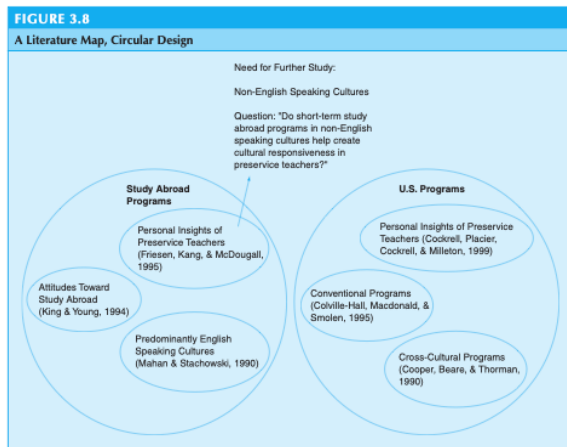 FIGURE 3.8
A Literature Map, Circular Design
Need for Further Study:
Non-English Speaking Cultures
Question: "Do short-term study
abroad programs in non-English
speaking cultures help create
cultural responsiveness in
preservice teachers?"
Study Abroad
Programs
Personal Insights of
Preservice Teachers
(Friesen, Kang, & McDougall,
1995)
Attitudes Toward
Study Abroad
(King & Young, 1994)
Predominantly English
Speaking Cultures
(Mahan & Stachowski, 1990)
U.S. Programs
Personal Insights of Preservice
Teachers (Cockrell, Placier,
Cockrell, & Milleton, 1999)
Conventional Programs
(Colville-Hall, Macdonald, &
Smolen, 1995)
Cross-Cultural Programs
(Cooper, Beare, & Thorman,
1990)